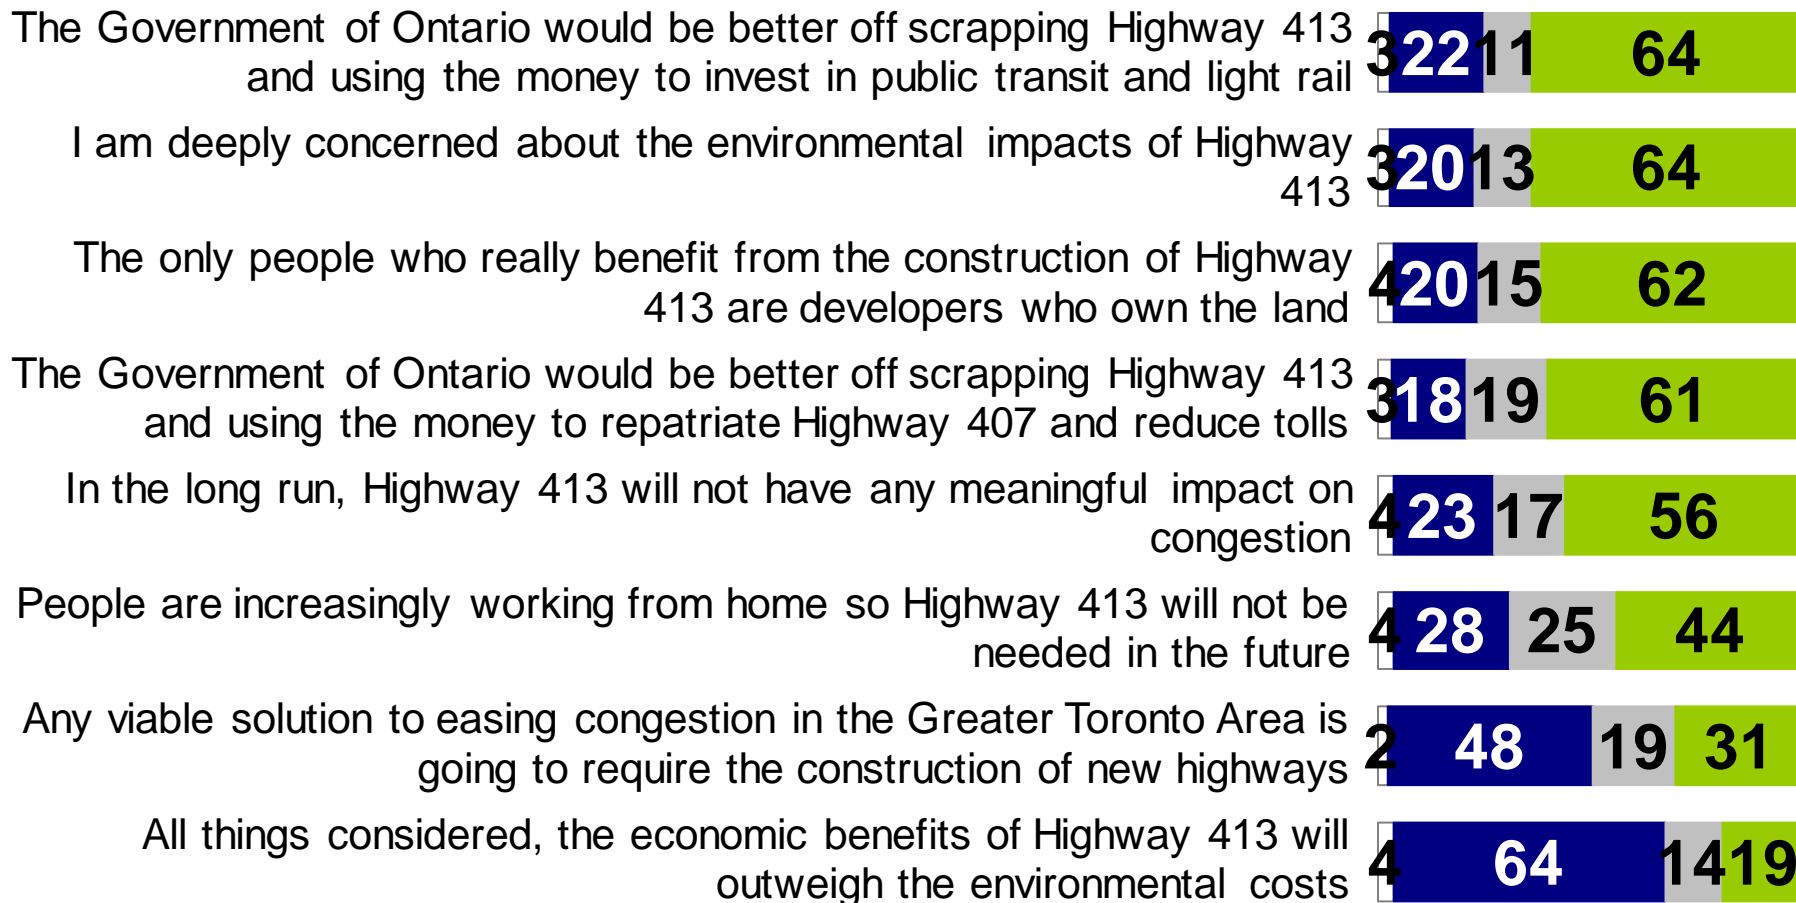 The Government of Ontario would be better off scrapping Highway 413
and using the money to invest in public transit and light rail
3 22 11 64
I am deeply concerned about the environmental impacts of Highway
413
3 20 13 64
The only people who really benefit from the construction of Highway
413 are developers who own the land
4 20 15 62
The Government of Ontario would be better off scrapping Highway 413
and using the money to repatriate Highway 407 and reduce tolls
3 18 19 61
In the long run, Highway 413 will not have any meaningful impact on
congestion
4 23 17 56
People are increasingly working from home so Highway 413 will not be
needed in the future
4 28 25 44
Any viable solution to easing congestion in the Greater Toronto Area is
going to require the construction of new highways
2 48 19 31
All things considered, the economic benefits of Highway 413 will
outweigh the environmental costs
4 64 14 19